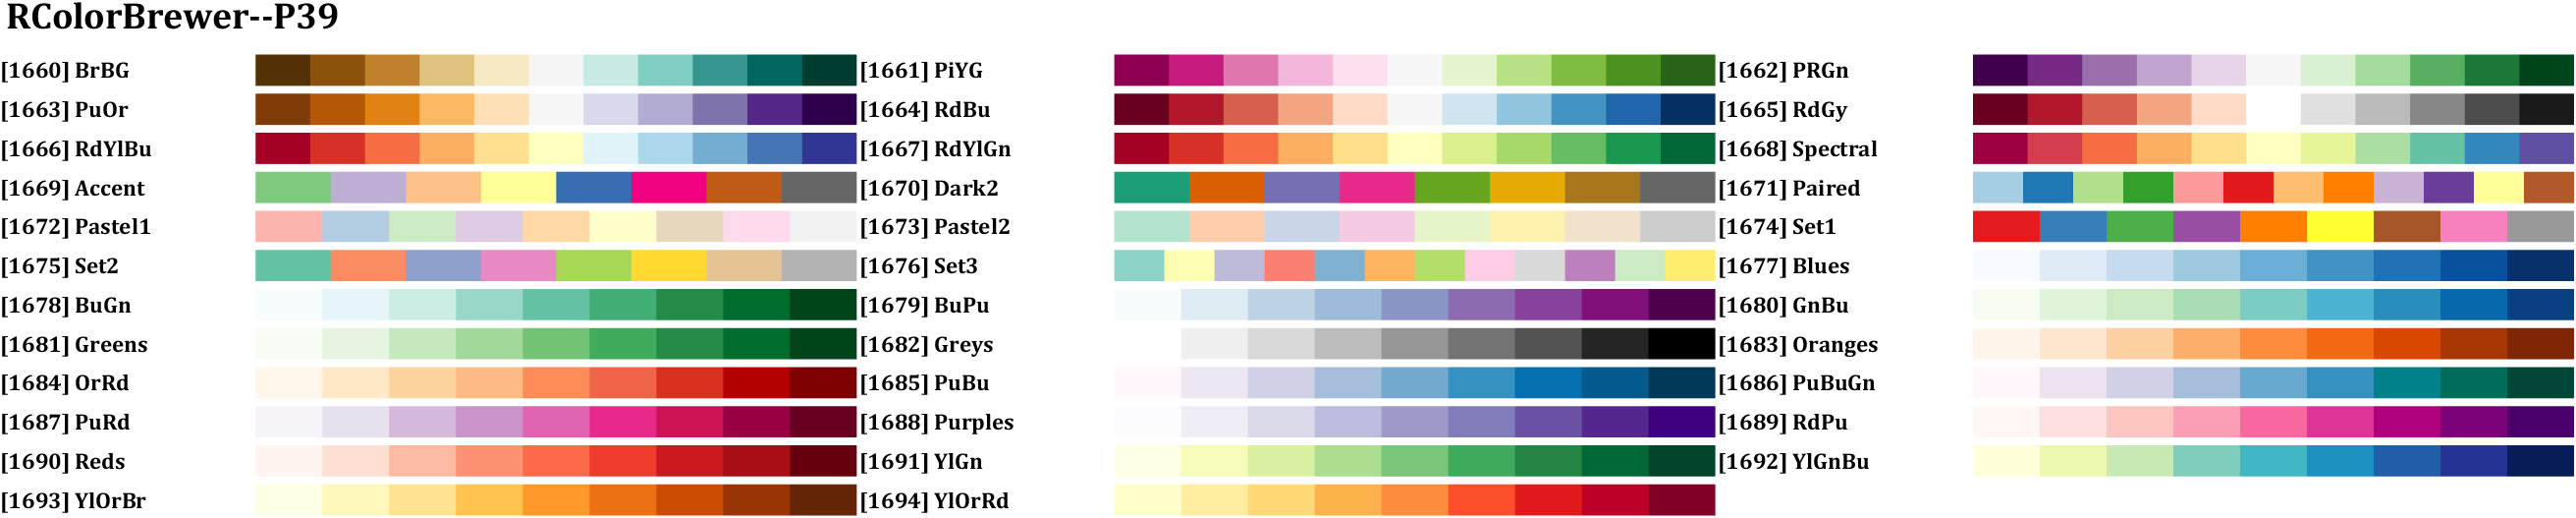 RColorBrewer--P39
[1660] BrBG [1661] PiYG [1662] PRGn
[1663] PuOr [1664] RdBu [1665] RdGy
[1666] RdYlBu [1667] RdYlGn [1668] Spectral
[1669] Accent [1670] Dark2 [1671] Paired
[1672] Pastel1 [1673] Pastel2 [1674] Set1
[1675] Set2 [1676] Set3 [1677] Blues
[1678] BuGn [1679] BuPu [1680] GnBu
[1681] Greens [1682] Greys [1683] Oranges
[1684] OrRd [1685] PuBu [1686] PuBuGn
[1687] PuRd [1688] Purples [1689] RdPu
[1690] Reds [1691] YlGn [1692] YlGnBu
[1693] YlOrBr [1694] YlOrRd